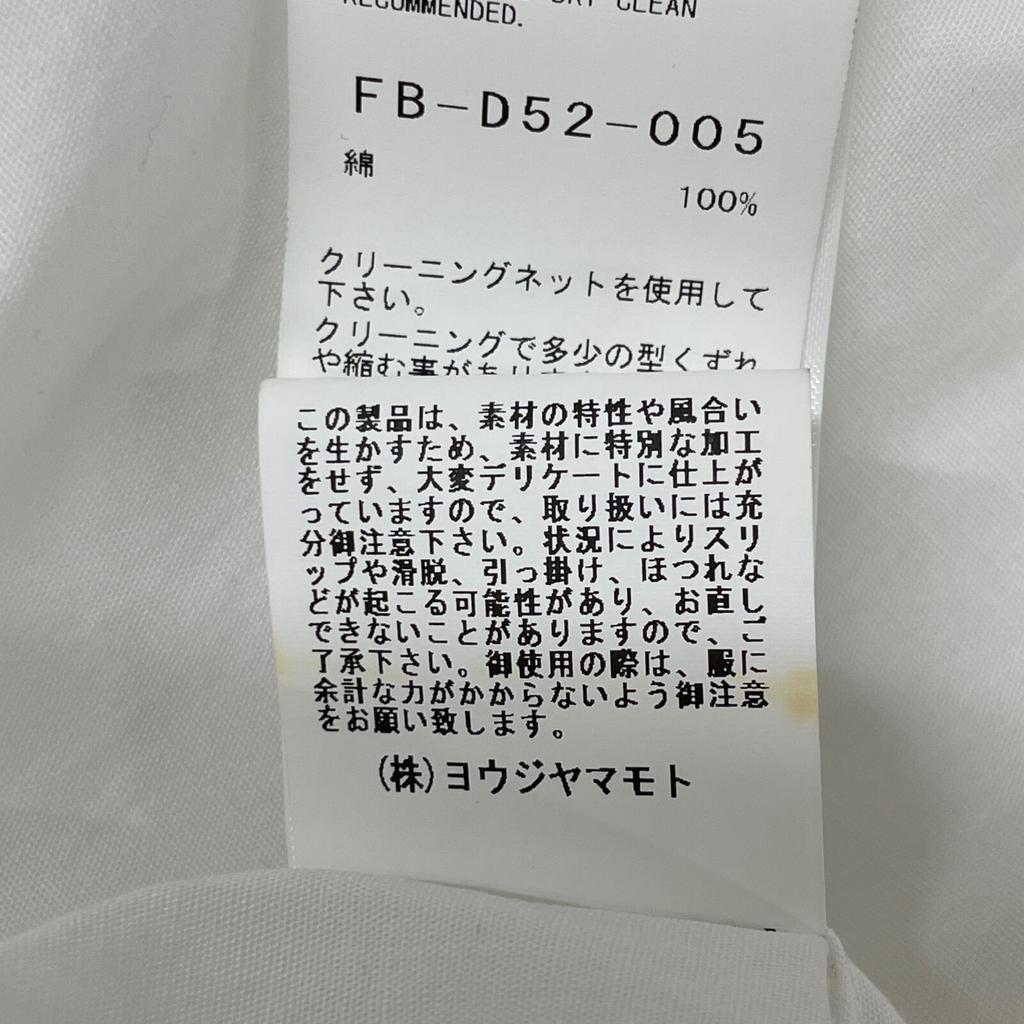 DRY CLEAN
RECOMMENDED.
FB-D52-005
綿
100%
クリーニングネットを使用して
下さい。
クリーニングで多少の型くずれ
や縮む事があり
この製品は、素材の特性や風合い
を生かすため、素材に特別な加工
をせず、大変デリケートに仕上が
っていますので、取り扱いには充
分御注意下さい。状況によりスリ
ップや滑脱、引っ掛け、ほつれな
どが起こる可能性があり、お直し
できないことがありますので、ご
了承下さい。御使用の際は、服に
余計な力がかからないよう御注意
をお願い致します。
(株)ヨウジヤマモト